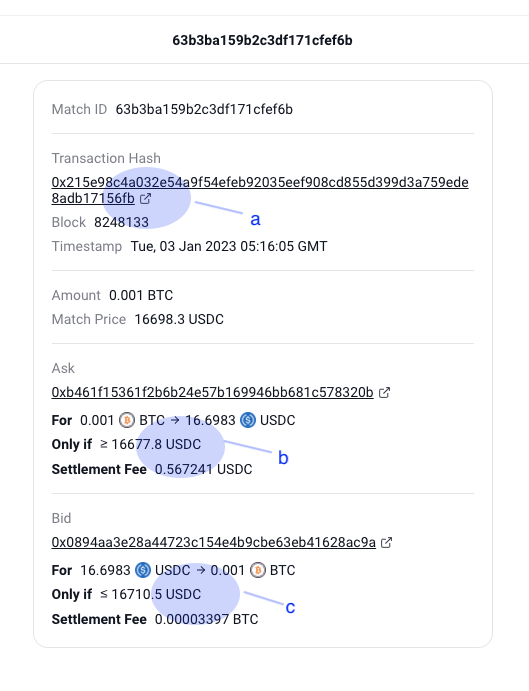 63b3ba159b2c3df171cfef6b
Match ID 63b3ba159b2c3df171cfef6b
Transaction Hash
0x215e98c4a032e54a9f54efeb92035eef908cd855d399d3a759ede
8adb17156fb
a
Block 8248133
Timestamp Tue, 03 Jan 2023 05:16:05 GMT
Amount 0.001 BTC
Match Price 16698.3 USDC
Ask
0xb461f15361f2b6b24e57b169946bb681c578320b
For 0.001 BTC → 16.6983 USDC
Only if ≥ 16677.8 USDC
b
Settlement Fee 0.567241 USDC
Bid
0x0894aa3e28a44723c154e4b9cbe63eb41628ac9a
For 16.6983 USDC → 0.001 BTC
Only if ≤ 16710.5 USDC
c
Settlement Fee 0.00003397 BTC